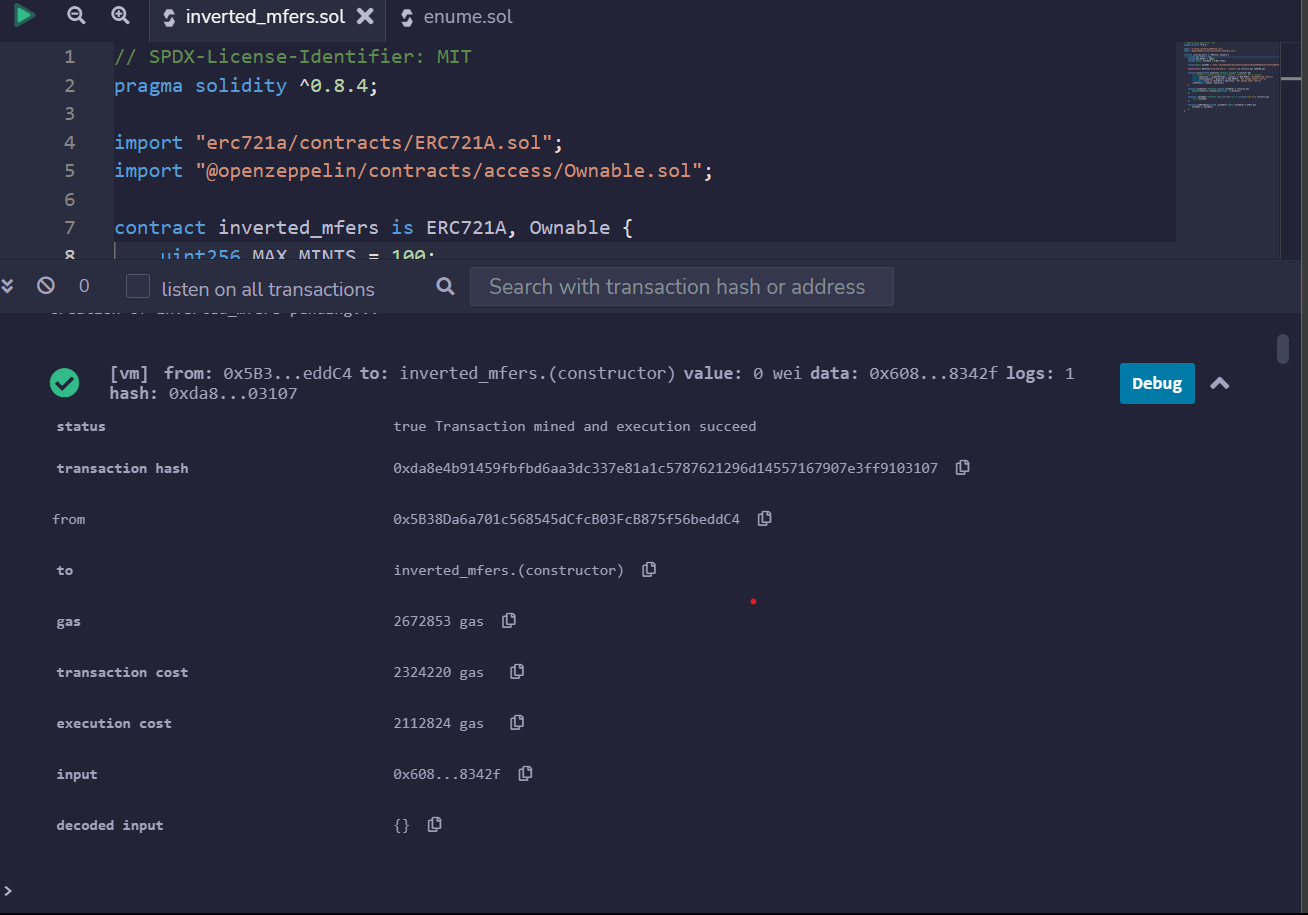 inverted_mfers.sol
enume.sol
1 // SPDX-License-Identifier: MIT
2 pragma solidity ^0.8.4;
3
4 import "erc721a/contracts/ERC721A.sol";
5 import "@openzeppelin/contracts/access/Ownable.sol";
6
7 contract inverted_mfers is ERC721A, Ownable {
8 uint256 MAX_MINTS = 100;
0 listen on all transactions Search with transaction hash or address
creation of inverted_mfers pending...
[vm] from: 0x5B3...eddC4 to: inverted_mfers.(constructor) value: 0 wei data: 0x608...8342f logs: 1
hash: 0xda8...03107
Debug
status true Transaction mined and execution succeed
transaction hash 0xda8e4b91459fbfbd6aa3dc337e81a1c5787621296d14557167907e3ff9103107
from 0x5B38Da6a701c568545dCfcB03FcB875f56beddC4
to inverted_mfers.(constructor)
gas 2672853 gas
transaction cost 2324220 gas
execution cost 2112824 gas
input 0x608...8342f
decoded input {}
>